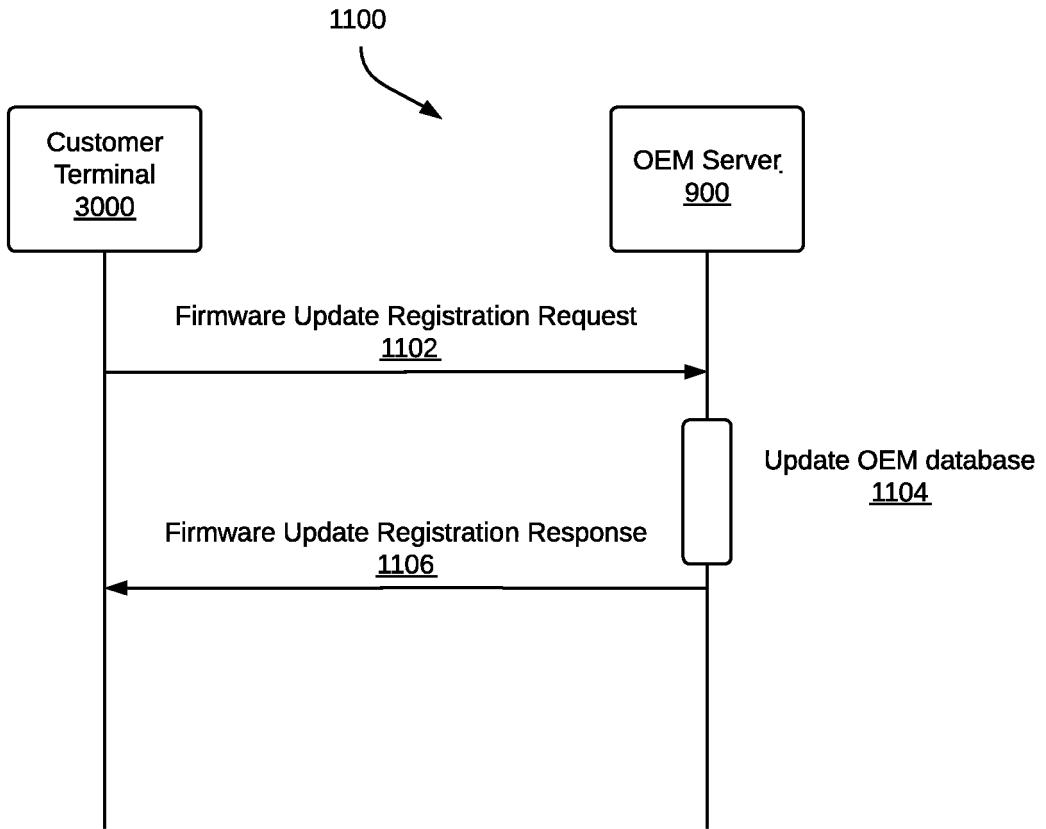 1100
Customer
Terminal
3000
OEM Server
900
Firmware Update Registration Request
1102
Update OEM database
1104
Firmware Update Registration Response
1106